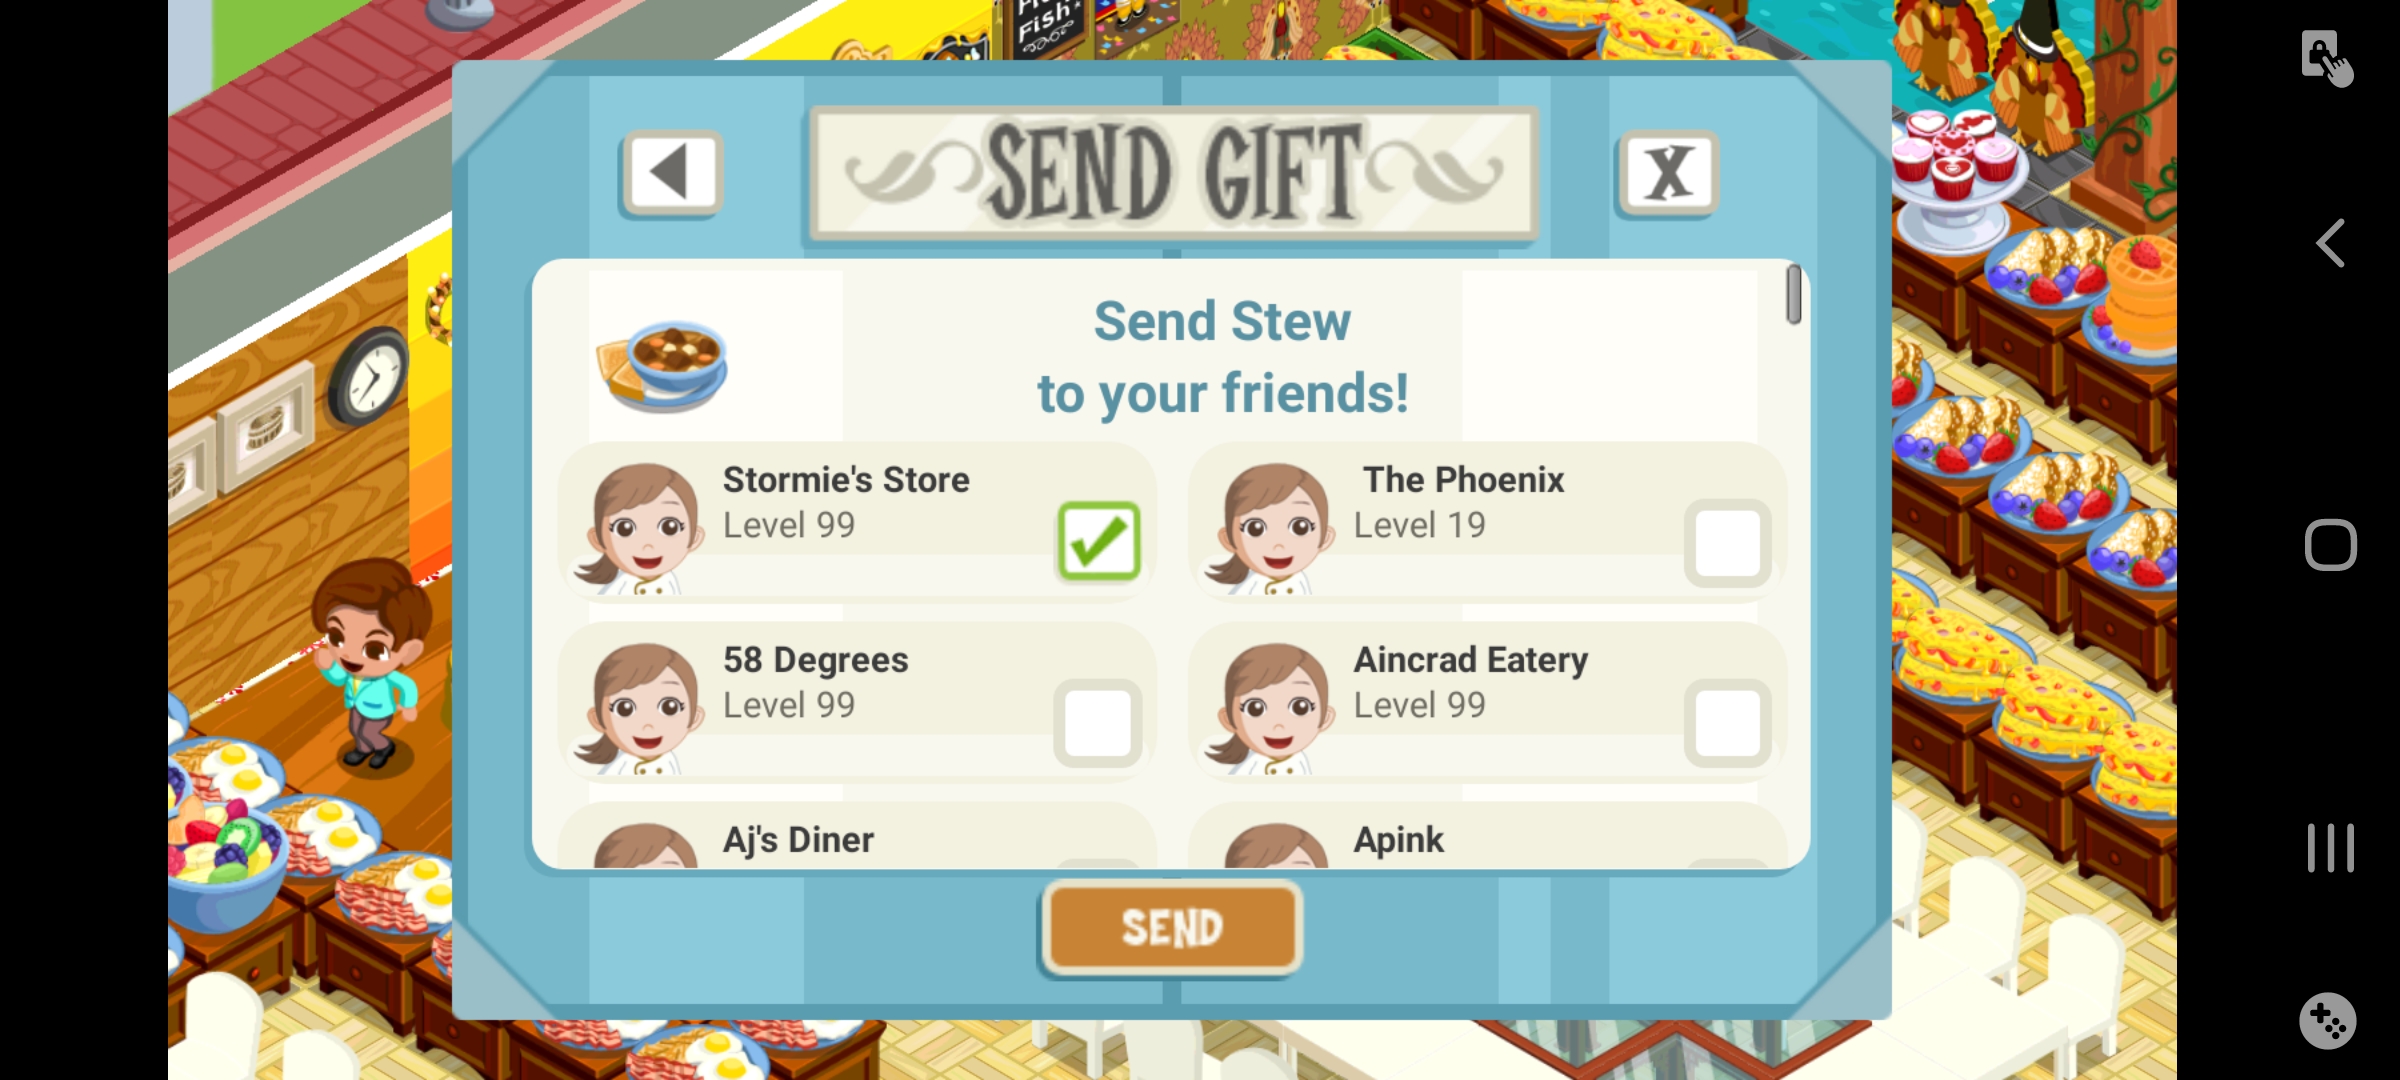 Fish
SEND GIFT
X
Send Stew
to your friends!
Stormie's Store
Level 99
The Phoenix
Level 19
58 Degrees
Level 99
Aincrad Eatery
Level 99
Aj's Diner
Apink
SEND